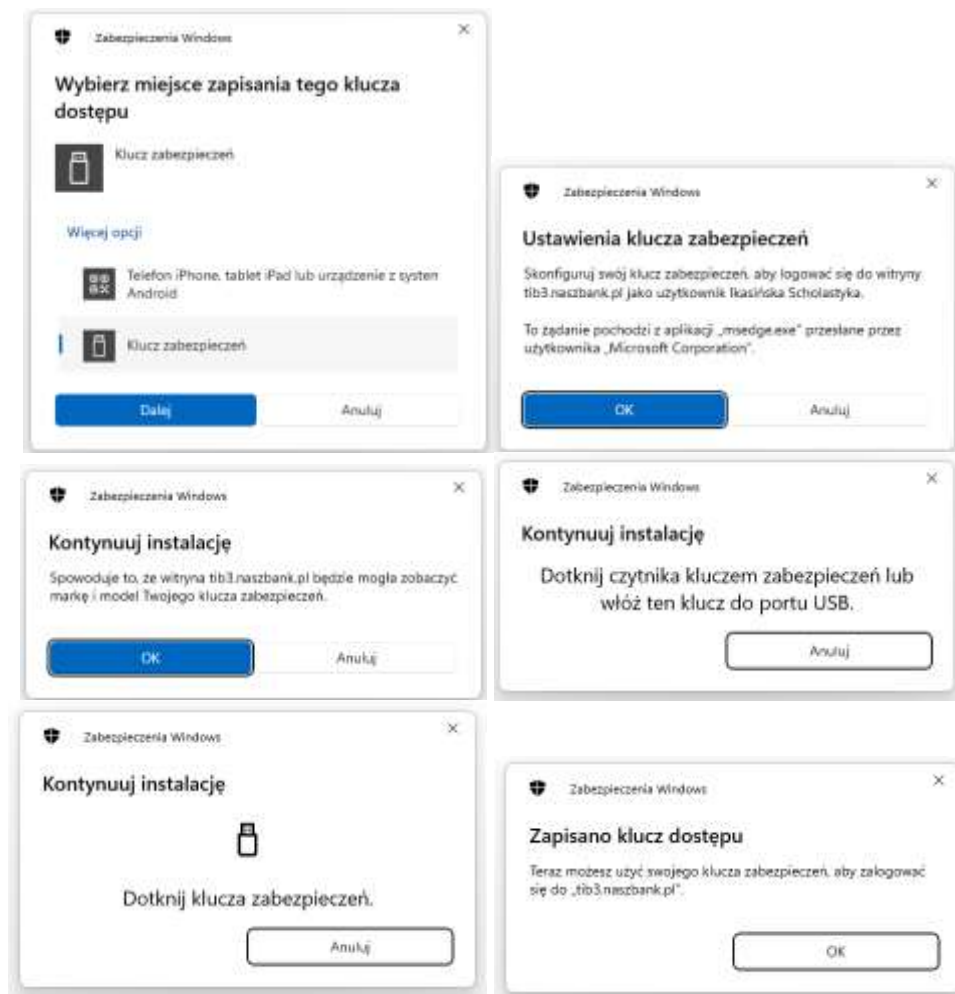 Zabezpieczenia Windows
Wybierz miejsce zapisania tego klucza
dostępu
Klucz zabezpieczeń
Więcej opcji
Telefon iPhone, tablet iPad lub urządzenie z system
Android
Klucz zabezpieczeń
Dalej
Anuluj
Zabezpieczenia Windows
Ustawienia klucza zabezpieczeń
Skonfiguruj swój klucz zabezpieczeń, aby logować się do witryny
tib3.naszbank.pl jako użytkownik Ikasińska Scholastyka.
To żądanie pochodzi z aplikacji „msedge.exe” przesłane przez
użytkownika „Microsoft Corporation”.
OK
Anuluj
Zabezpieczenia Windows
Kontynuuj instalację
Spowoduje to, że witryna tib3.naszbank.pl będzie mogła zobaczyć
markę i model Twojego klucza zabezpieczeń.
OK
Anuluj
Zabezpieczenia Windows
Kontynuuj instalację
Dotknij czytnika kluczem zabezpieczeń lub
włóż ten klucz do portu USB.
Anuluj
Zabezpieczenia Windows
Kontynuuj instalację
Dotknij klucza zabezpieczeń.
Anuluj
Zabezpieczenia Windows
Zapisano klucz dostępu
Teraz możesz użyć swojego klucza zabezpieczeń, aby zalogować
się do „tib3.naszbank.pl”.
OK